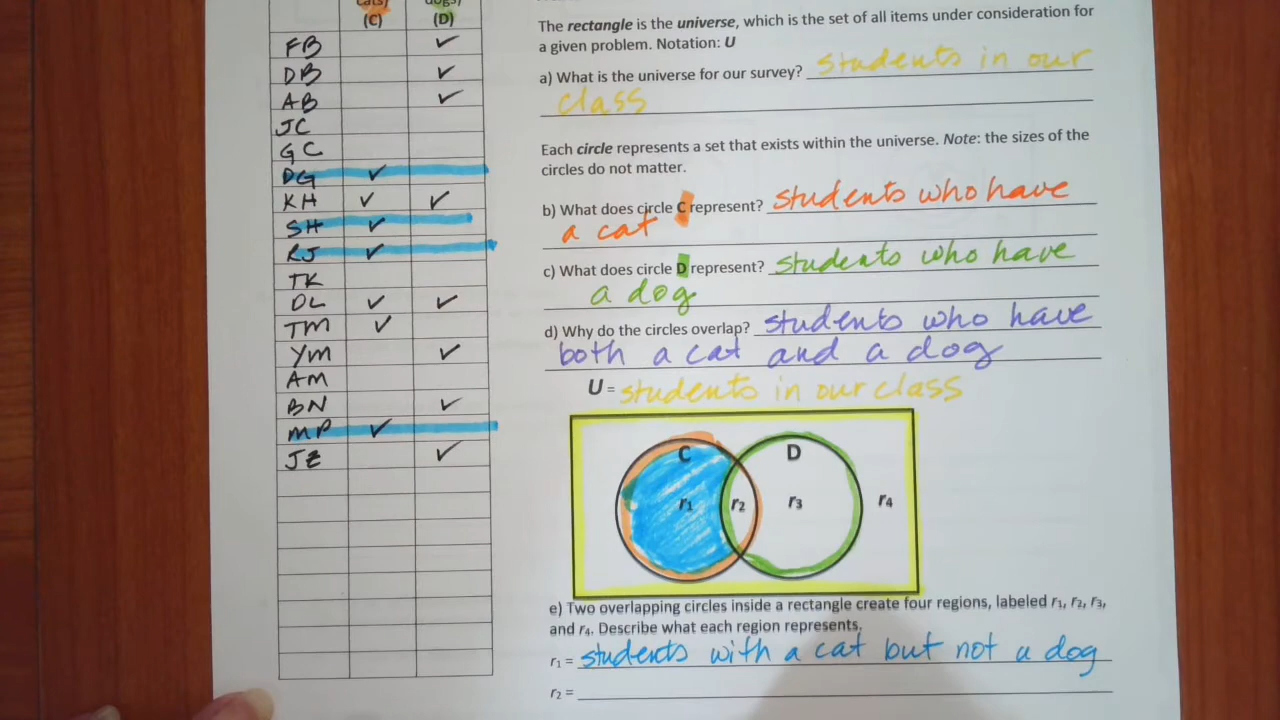 cats) dogs)
(C) (D)
FB ✓
DB ✓
AB ✓
JC
GC
DG ✓
KH ✓ ✓
SH ✓
RJ ✓
TK
DL ✓ ✓
TM ✓
YM ✓
AM
BN ✓
MP ✓
JZ ✓
The rectangle is the universe, which is the set of all items under consideration for
a given problem. Notation: U
a) What is the universe for our survey? students in our
class
Each circle represents a set that exists within the universe. Note: the sizes of the
circles do not matter.
b) What does circle C represent? students who have
a cat
c) What does circle D represent? students who have
a dog
d) Why do the circles overlap? students who have
both a cat and a dog
U = students in our class
C D
r1 r2 r3 r4
e) Two overlapping circles inside a rectangle create four regions, labeled r1, r2, r3,
and r4. Describe what each region represents.
r1 = students with a cat but not a dog
r2 =